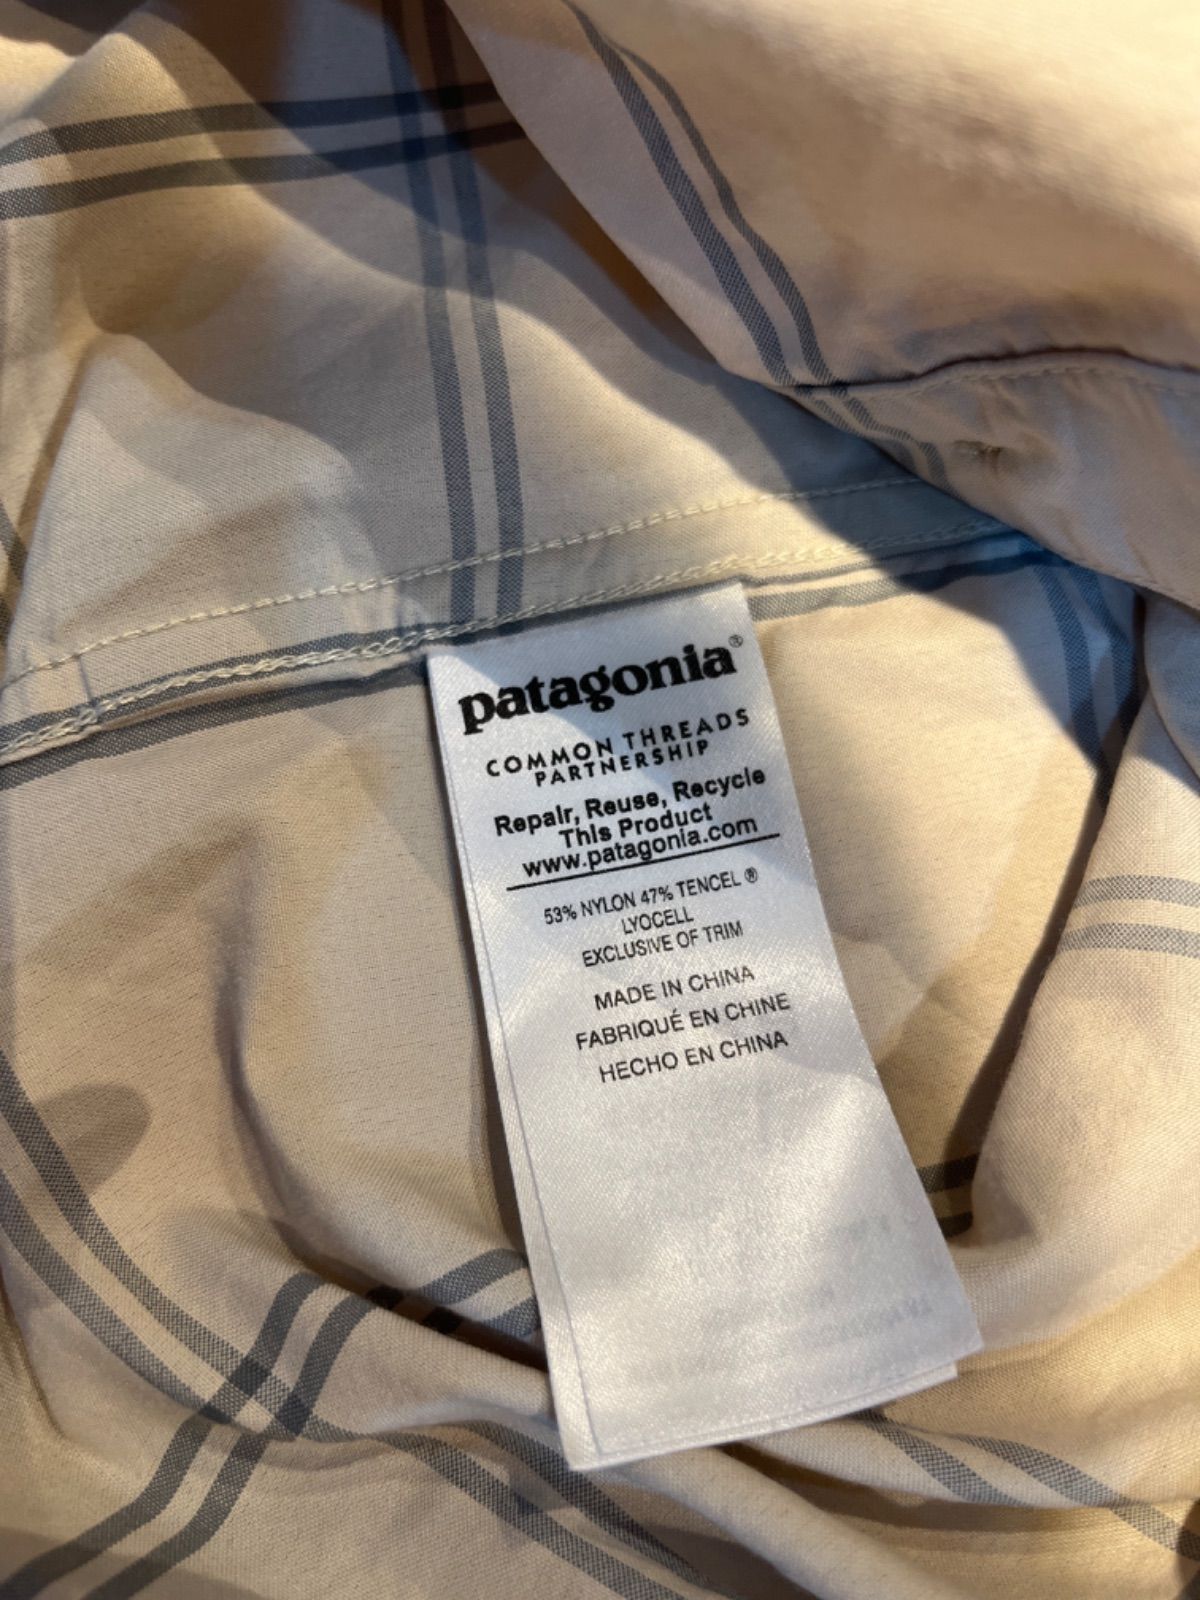 patagonia®
COMMON THREADS
PARTNERSHIP
Repair, Reuse, Recycle
This Product
www.patagonia.com
53% NYLON 47% TENCEL ®
LYOCELL
EXCLUSIVE OF TRIM
MADE IN CHINA
FABRIQUÉ EN CHINE
HECHO EN CHINA